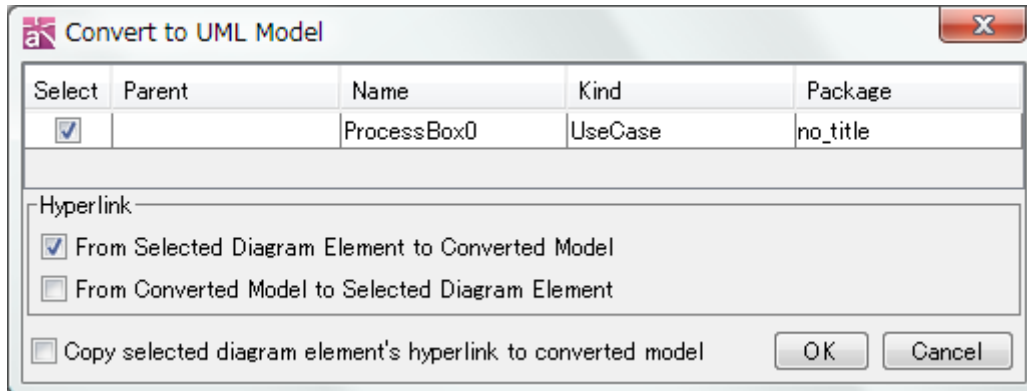 Convert to UML Model
Select Parent Name Kind Package
ProcessBox0 UseCase no_title
Hyperlink
From Selected Diagram Element to Converted Model
From Converted Model to Selected Diagram Element
Copy selected diagram element's hyperlink to converted model OK Cancel